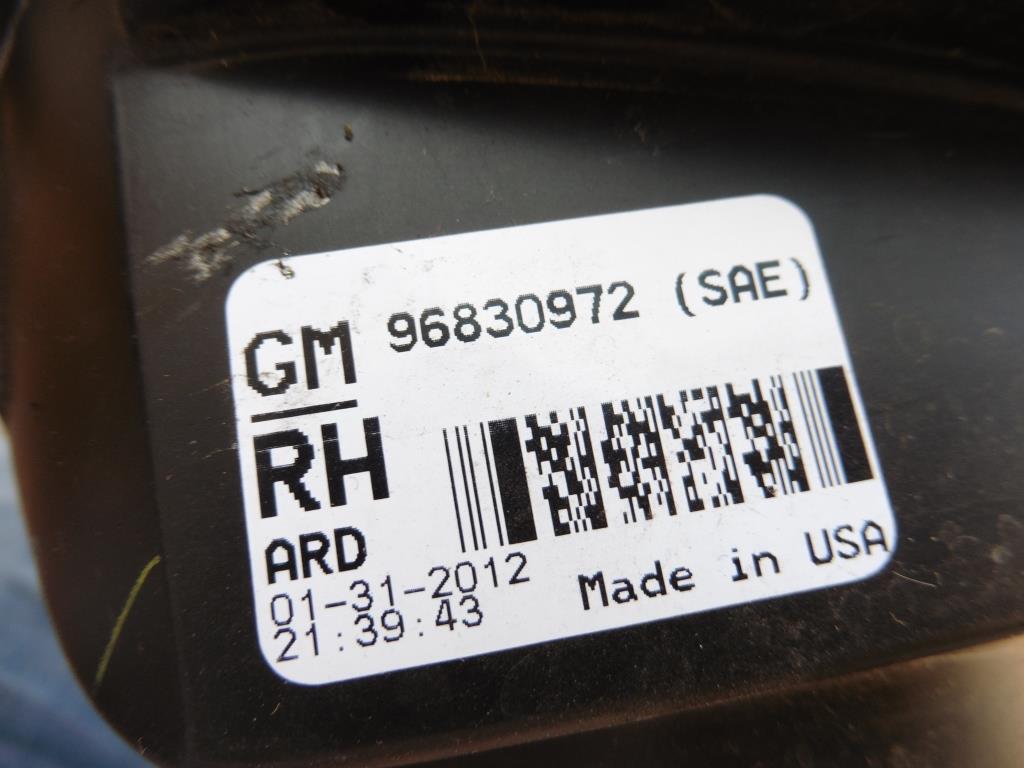 96830972 (SAE)
GM
RH
ARD
01-31-2012
21:39:43
Made in USA